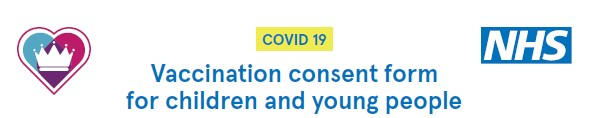 COVID 19
NHS
Vaccination consent form
for children and young people